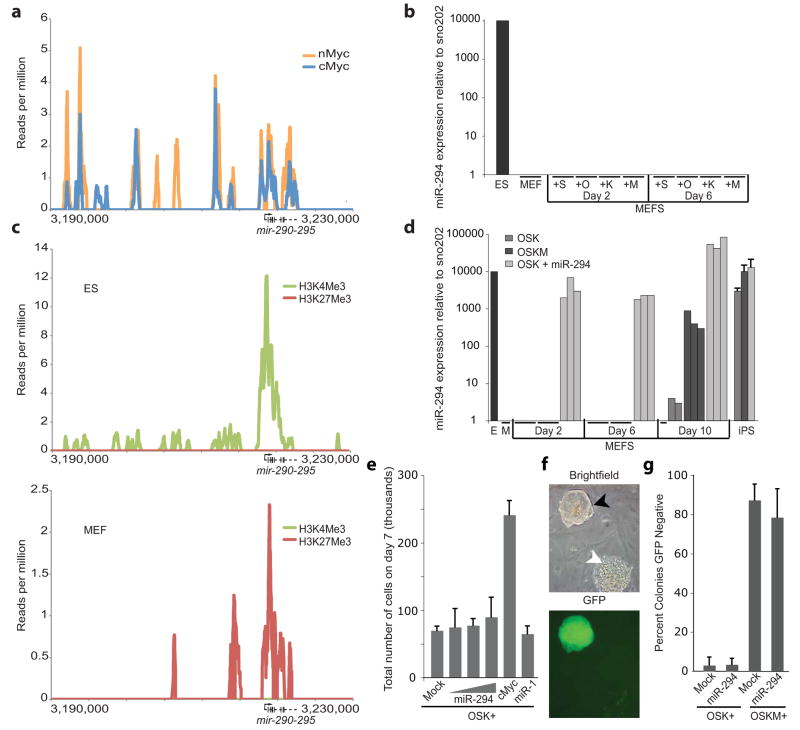 a
6
5
4
3
2
1
0
Reads per million
nMyc
cMyc
3,190,000
3,230,000
mir-290-295
b
miR-294 expression relative to sno202
10000
1000
100
10
1
ES MEF +S +O +K +M +S +O +K +M
Day 2 Day 6
MEFS
c
14
12
10
8
6
4
2
0
Reads per million
ES
H3K4Me3
H3K27Me3
3,190,000
3,230,000
mir-290-295
2.5
2
1.5
1
0.5
0
Reads per million
MEF
H3K4Me3
H3K27Me3
3,190,000
3,230,000
mir-290-295
d
miR-294 expression relative to sno202
100000
10000
1000
100
10
1
OSK
OSKM
OSK + miR-294
E M Day 2 Day 6 Day 10 iPS
MEFS
e
Total number of cells on day 7 (thousands)
300
200
100
0
Mock miR-294 cMyc miR-1
OSK+
f
Brightfield
GFP
g
Percent Colonies GFP Negative
100
80
60
40
20
0
Mock miR-294 Mock miR-294
OSK+ OSKM+